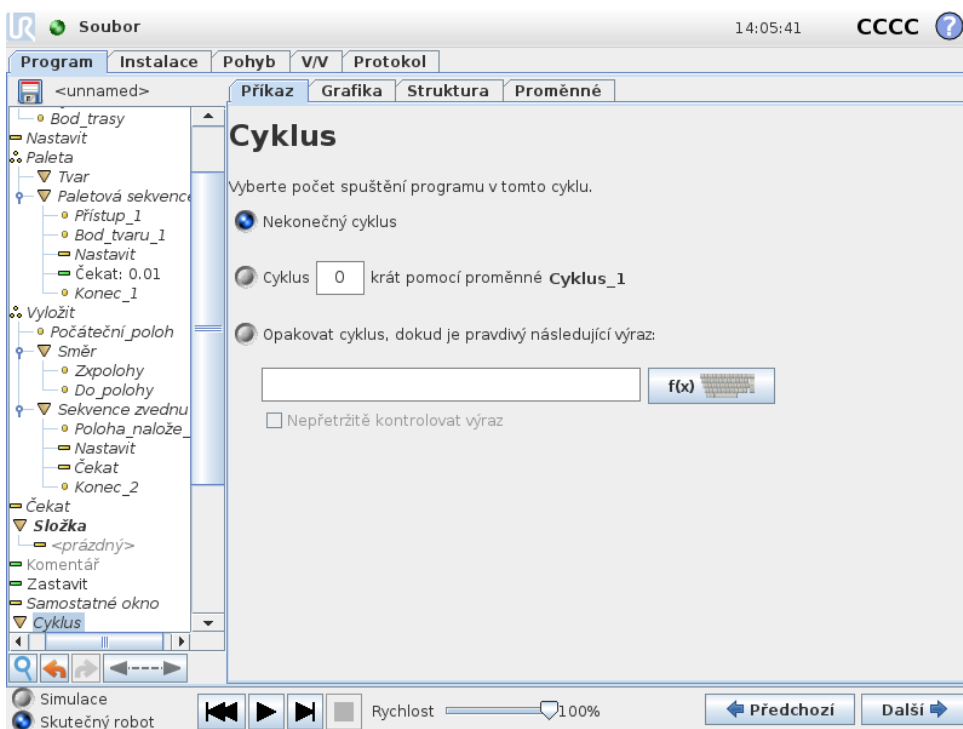 UR Soubor 14:05:41 CCCC ?
Program Instalace Pohyb V/V Protokol
<unnamed>
Příkaz Grafika Struktura Proměnné
Bod_trasy
Nastavit
Paleta
Tvar
Paletová sekvence
Přístup_1
Bod_tvaru_1
Nastavit
Čekat: 0.01
Konec_1
Vyložit
Počáteční_poloh
Směr
Zxpolohy
Do_polohy
Sekvence zvednu
Poloha_nalože_
Nastavit
Čekat
Konec_2
Čekat
Složka
<prázdný>
Komentář
Zastavit
Samostatné okno
Cyklus
Cyklus
Vyberte počet spuštění programu v tomto cyklu.
Nekonečný cyklus
Cyklus 0 krát pomocí proměnné Cyklus_1
Opakovat cyklus, dokud je pravdivý následující výraz:
f(x)
Nepřetržitě kontrolovat výraz
Simulace
Skutečný robot
Rychlost 100%
Předchozí Další